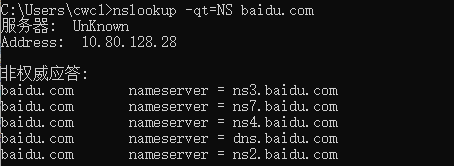 C:\Users\cwc1>nslookup -qt=NS baidu.com
服务器:  UnKnown
Address:  10.80.128.28
非权威应答:
baidu.com       nameserver = ns3.baidu.com
baidu.com       nameserver = ns7.baidu.com
baidu.com       nameserver = ns4.baidu.com
baidu.com       nameserver = dns.baidu.com
baidu.com       nameserver = ns2.baidu.com